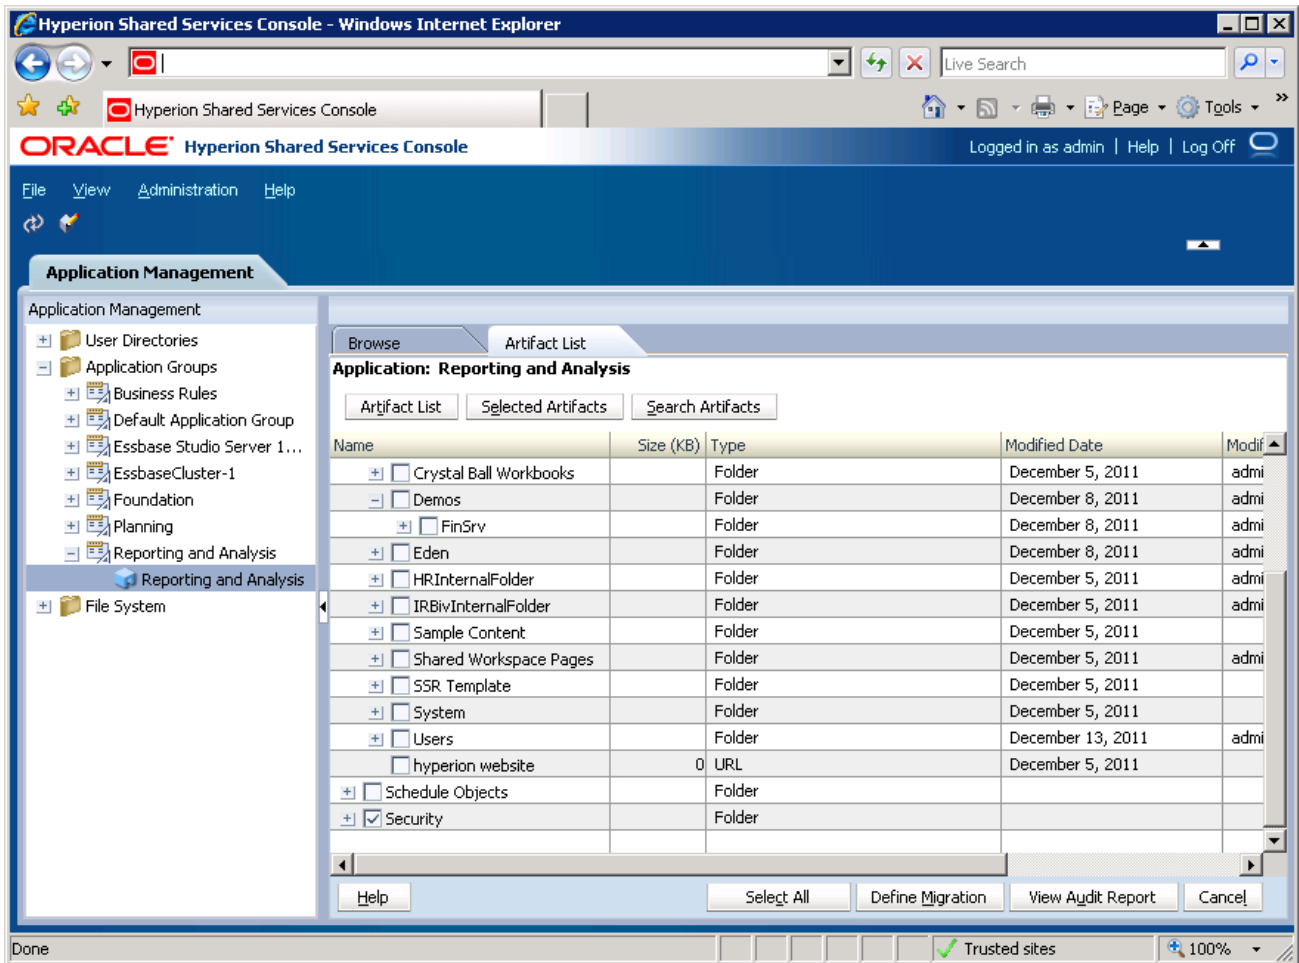 Hyperion Shared Services Console - Windows Internet Explorer
Live Search
Hyperion Shared Services Console
Page
Tools
»
ORACLE Hyperion Shared Services Console
Logged in as admin | Help | Log Off
File View Administration Help
Application Management
Application Management
User Directories
Application Groups
Business Rules
Default Application Group
Essbase Studio Server 1...
EssbaseCluster-1
Foundation
Planning
Reporting and Analysis
Reporting and Analysis
File System
Browse
Artifact List
Application: Reporting and Analysis
Artifact List Selected Artifacts Search Artifacts
Name Size (KB) Type Modified Date Modif
Crystal Ball Workbooks Folder December 5, 2011 admi
Demos Folder December 8, 2011 admi
FinSrv Folder December 8, 2011 admi
Eden Folder December 8, 2011 admi
HRInternalFolder Folder December 5, 2011 admi
IRBivInternalFolder Folder December 5, 2011 admi
Sample Content Folder December 5, 2011
Shared Workspace Pages Folder December 5, 2011 admi
SSR Template Folder December 5, 2011
System Folder December 5, 2011
Users Folder December 13, 2011 admi
hyperion website 0 URL December 5, 2011
Schedule Objects Folder
Security Folder
Help Select All Define Migration View Audit Report Cancel
Done Trusted sites 100%